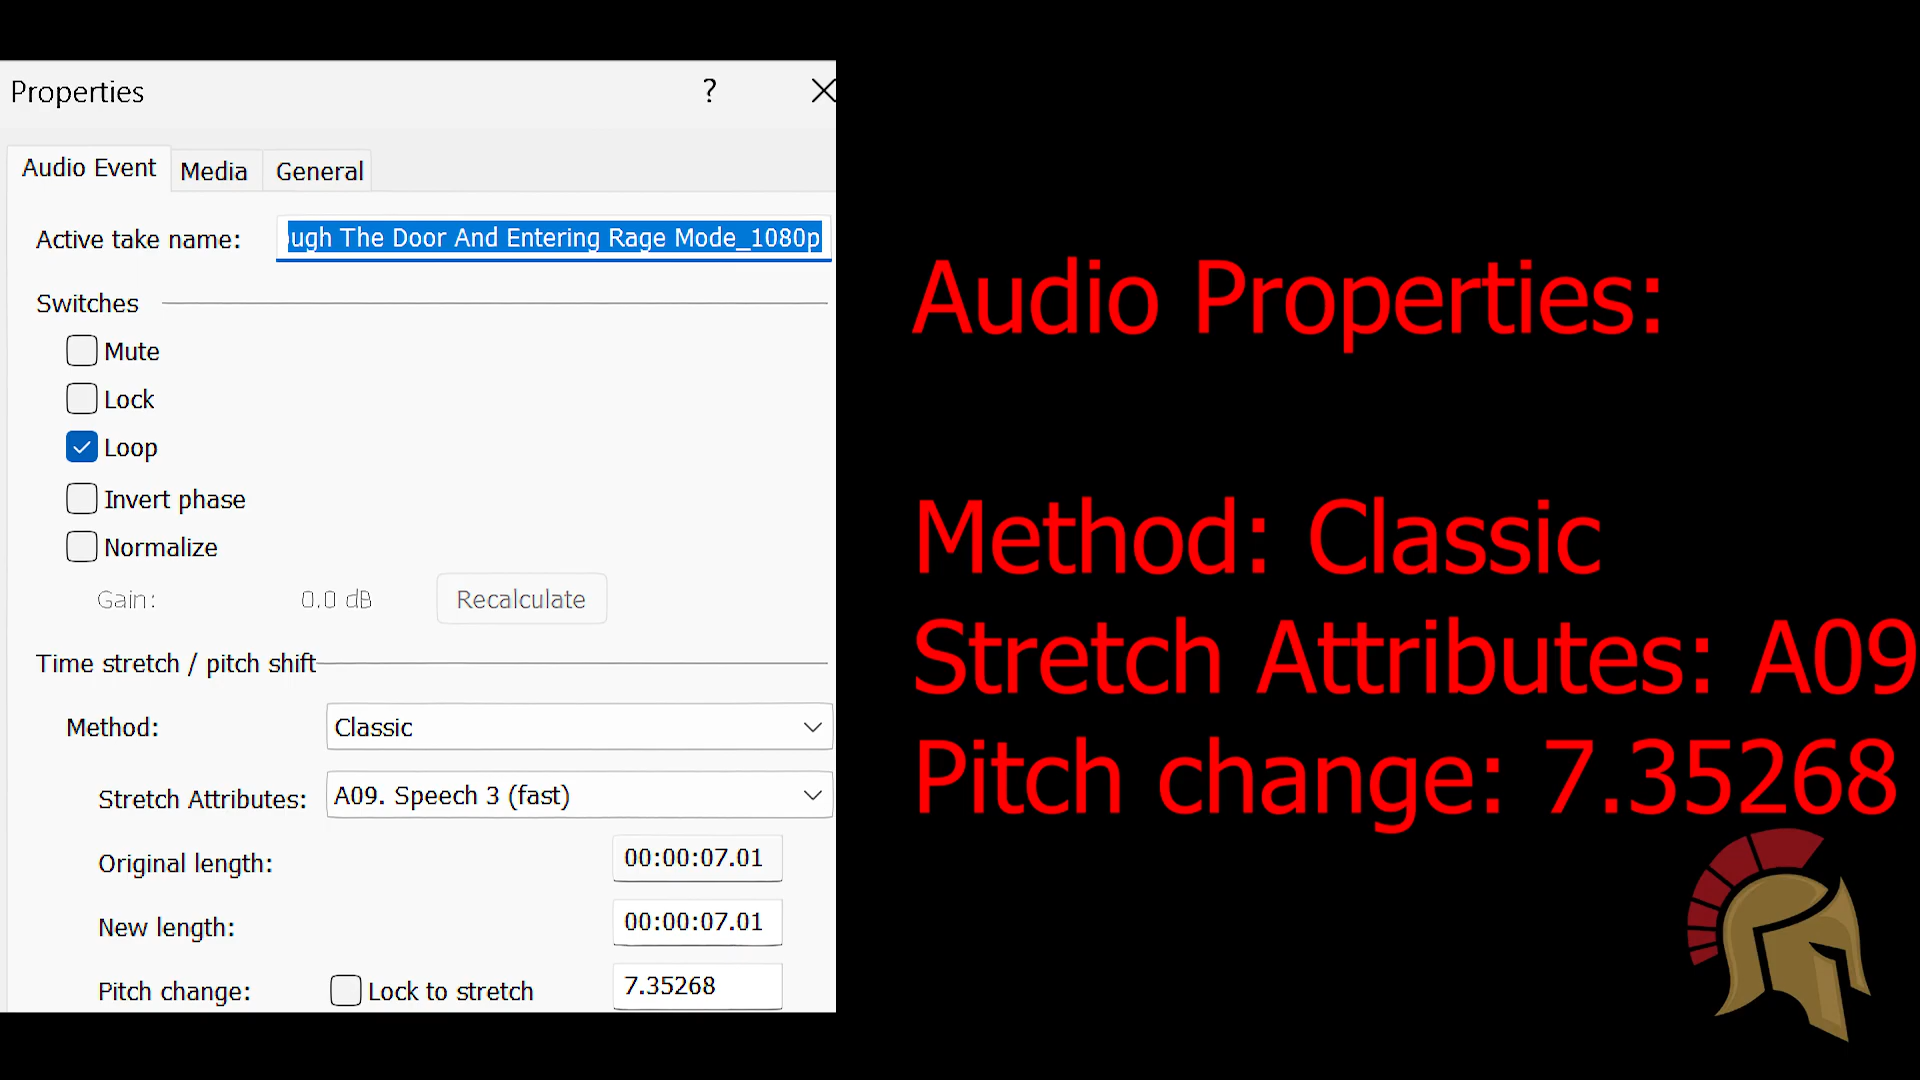 Properties
?
Audio Event
Media
General
Active take name:
ough The Door And Entering Rage Mode_1080p
Switches
Mute
Lock
Loop
Invert phase
Normalize
Gain:
0.0 dB
Recalculate
Time stretch / pitch shift
Method:
Classic
Stretch Attributes:
A09. Speech 3 (fast)
Original length:
00:00:07.01
New length:
00:00:07.01
Pitch change:
Lock to stretch
7.35268
Audio Properties:
Method: Classic
Stretch Attributes: A09
Pitch change: 7.35268